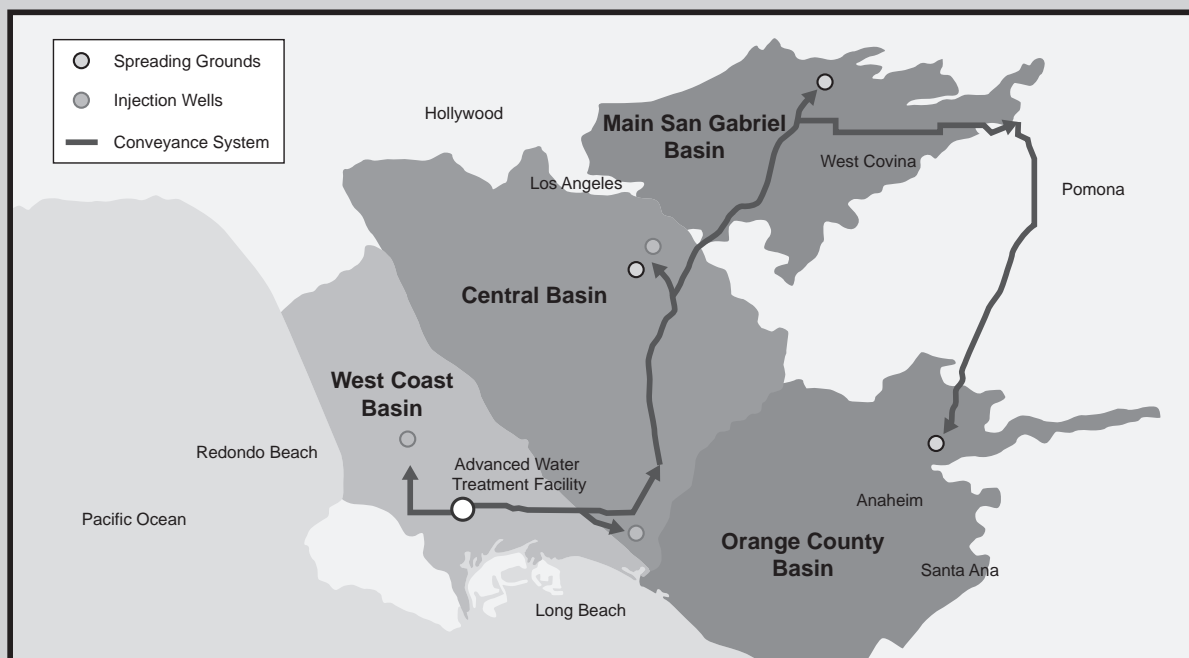 Spreading Grounds
Injection Wells
Conveyance System
Hollywood
Main San Gabriel
Basin
West Covina
Los Angeles
Pomona
Central Basin
West Coast
Basin
Redondo Beach
Advanced Water
Treatment Facility
Pacific Ocean
Anaheim
Orange County
Basin
Santa Ana
Long Beach